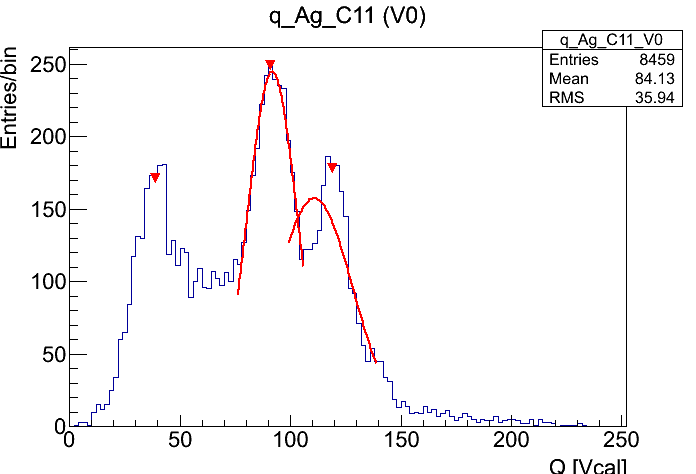 q_Ag_C11 (V0)
q_Ag_C11_V0
Entries 8459
Mean 84.13
RMS 35.94
Entries/bin
250
200
150
100
50
0
0 50 100 150 200 250
Q [Vcal]